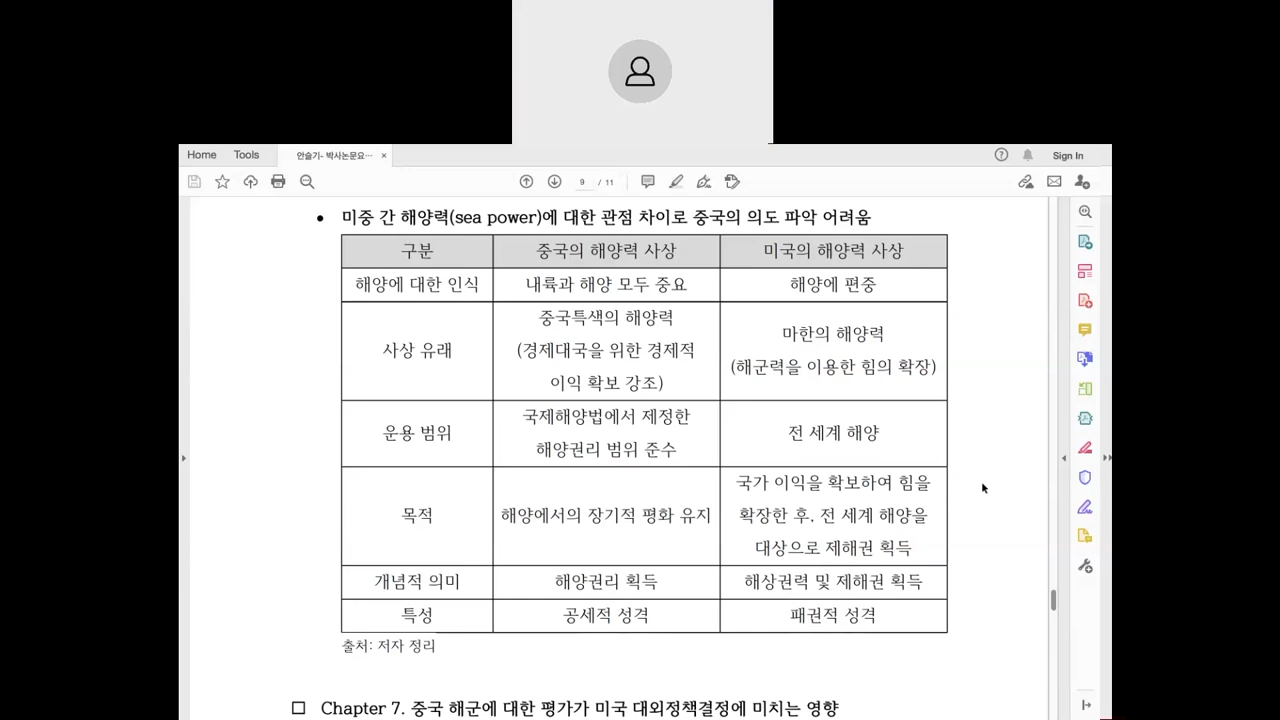 Home Tools 안슬기- 박사논문요… ×
Sign In
9 / 11
• 미중 간 해양력(sea power)에 대한 관점 차이로 중국의 의도 파악 어려움
구분 중국의 해양력 사상 미국의 해양력 사상
해양에 대한 인식 내륙과 해양 모두 중요 해양에 편중
사상 유래
중국특색의 해양력
(경제대국을 위한 경제적
이익 확보 강조)
마한의 해양력
(해군력을 이용한 힘의 확장)
운용 범위
국제해양법에서 제정한
해양권리 범위 준수
전 세계 해양
목적
해양에서의 장기적 평화 유지
국가 이익을 확보하여 힘을
확장한 후, 전 세계 해양을
대상으로 제해권 획득
개념적 의미 해양권리 획득 해상권력 및 제해권 획득
특성 공세적 성격 패권적 성격
출처: 저자 정리
□ Chapter 7. 중국 해군에 대한 평가가 미국 대외정책결정에 미치는 영향